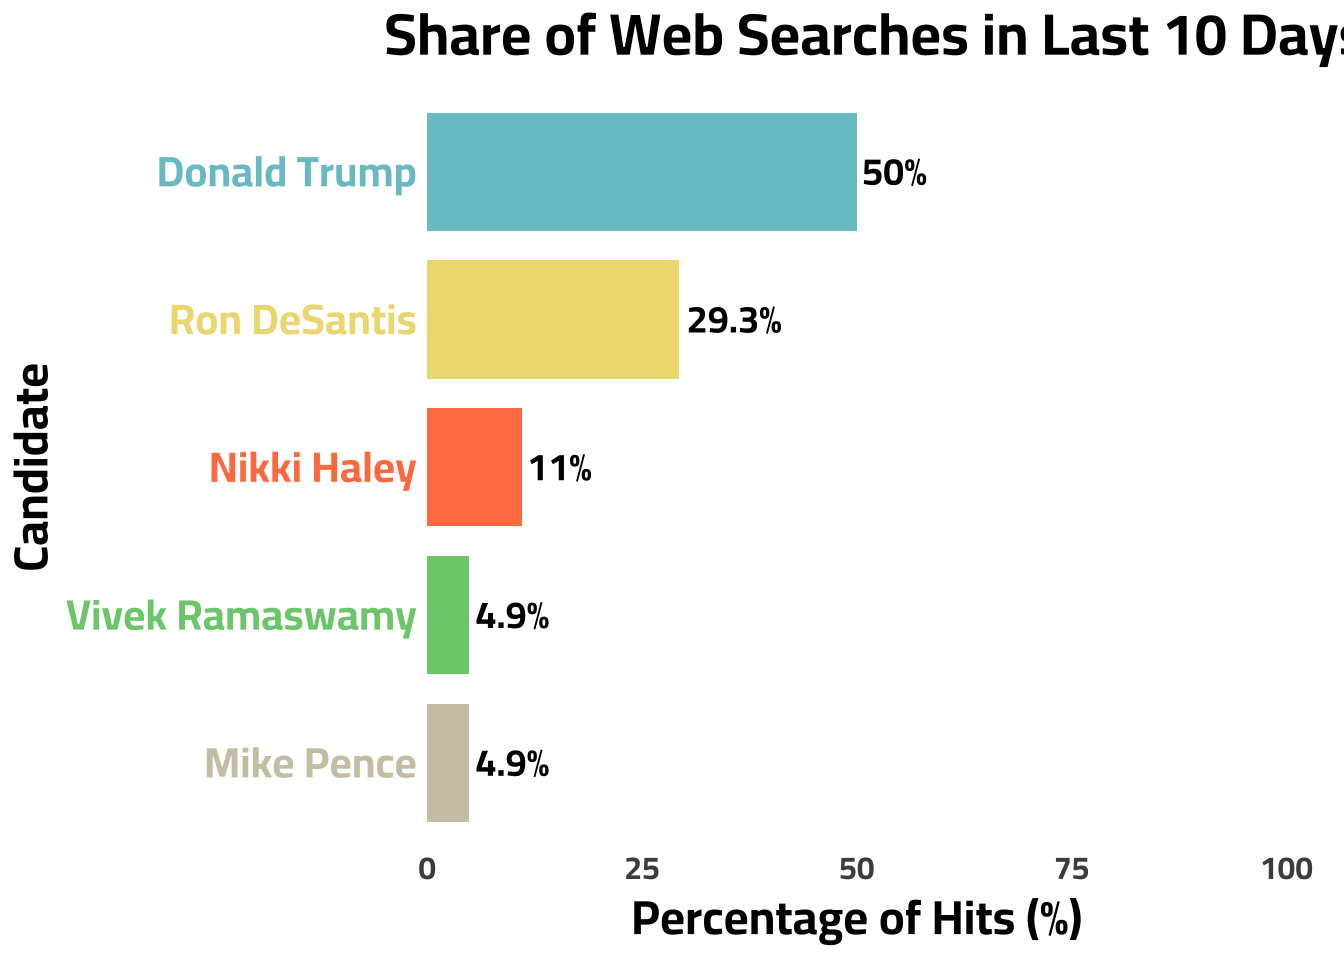 Share of Web Searches in Last 10 Days
Donald Trump
50%
Ron DeSantis
29.3%
Nikki Haley
11%
Vivek Ramaswamy
4.9%
Mike Pence
4.9%
Candidate
0 25 50 75 100
Percentage of Hits (%)